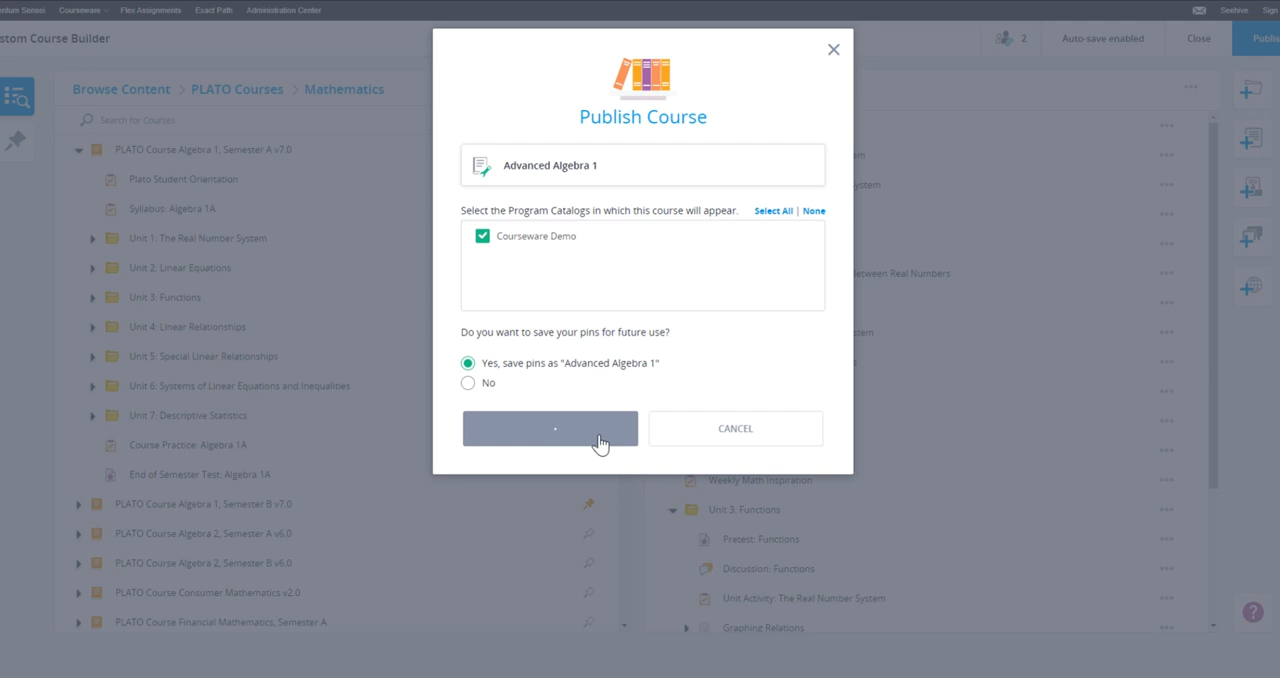 ntum Sensei Courseware Flex Assignments Exact Path Administration Center Seehive Sign
stom Course Builder 2 Auto-save enabled Close Publis
Browse Content > PLATO Courses > Mathematics
Search for Courses
PLATO Course Algebra 1, Semester A v7.0
Plato Student Orientation
Syllabus: Algebra 1A
Unit 1: The Real Number System
Unit 2: Linear Equations
Unit 3: Functions
Unit 4: Linear Relationships
Unit 5: Special Linear Relationships
Unit 6: Systems of Linear Equations and Inequalities
Unit 7: Descriptive Statistics
Course Practice: Algebra 1A
End of Semester Test: Algebra 1A
PLATO Course Algebra 1, Semester B v7.0
PLATO Course Algebra 2, Semester A v6.0
PLATO Course Algebra 2, Semester B v6.0
PLATO Course Consumer Mathematics v2.0
PLATO Course Financial Mathematics, Semester A
Publish Course
Advanced Algebra 1
Select the Program Catalogs in which this course will appear. Select All | None
Courseware Demo
Do you want to save your pins for future use?
Yes, save pins as "Advanced Algebra 1"
No
CANCEL
em
ystem
etween Real Numbers
stem
s
Weekly Math Inspiration
Unit 3: Functions
Pretest: Functions
Discussion: Functions
Unit Activity: The Real Number System
Graphing Relations
?